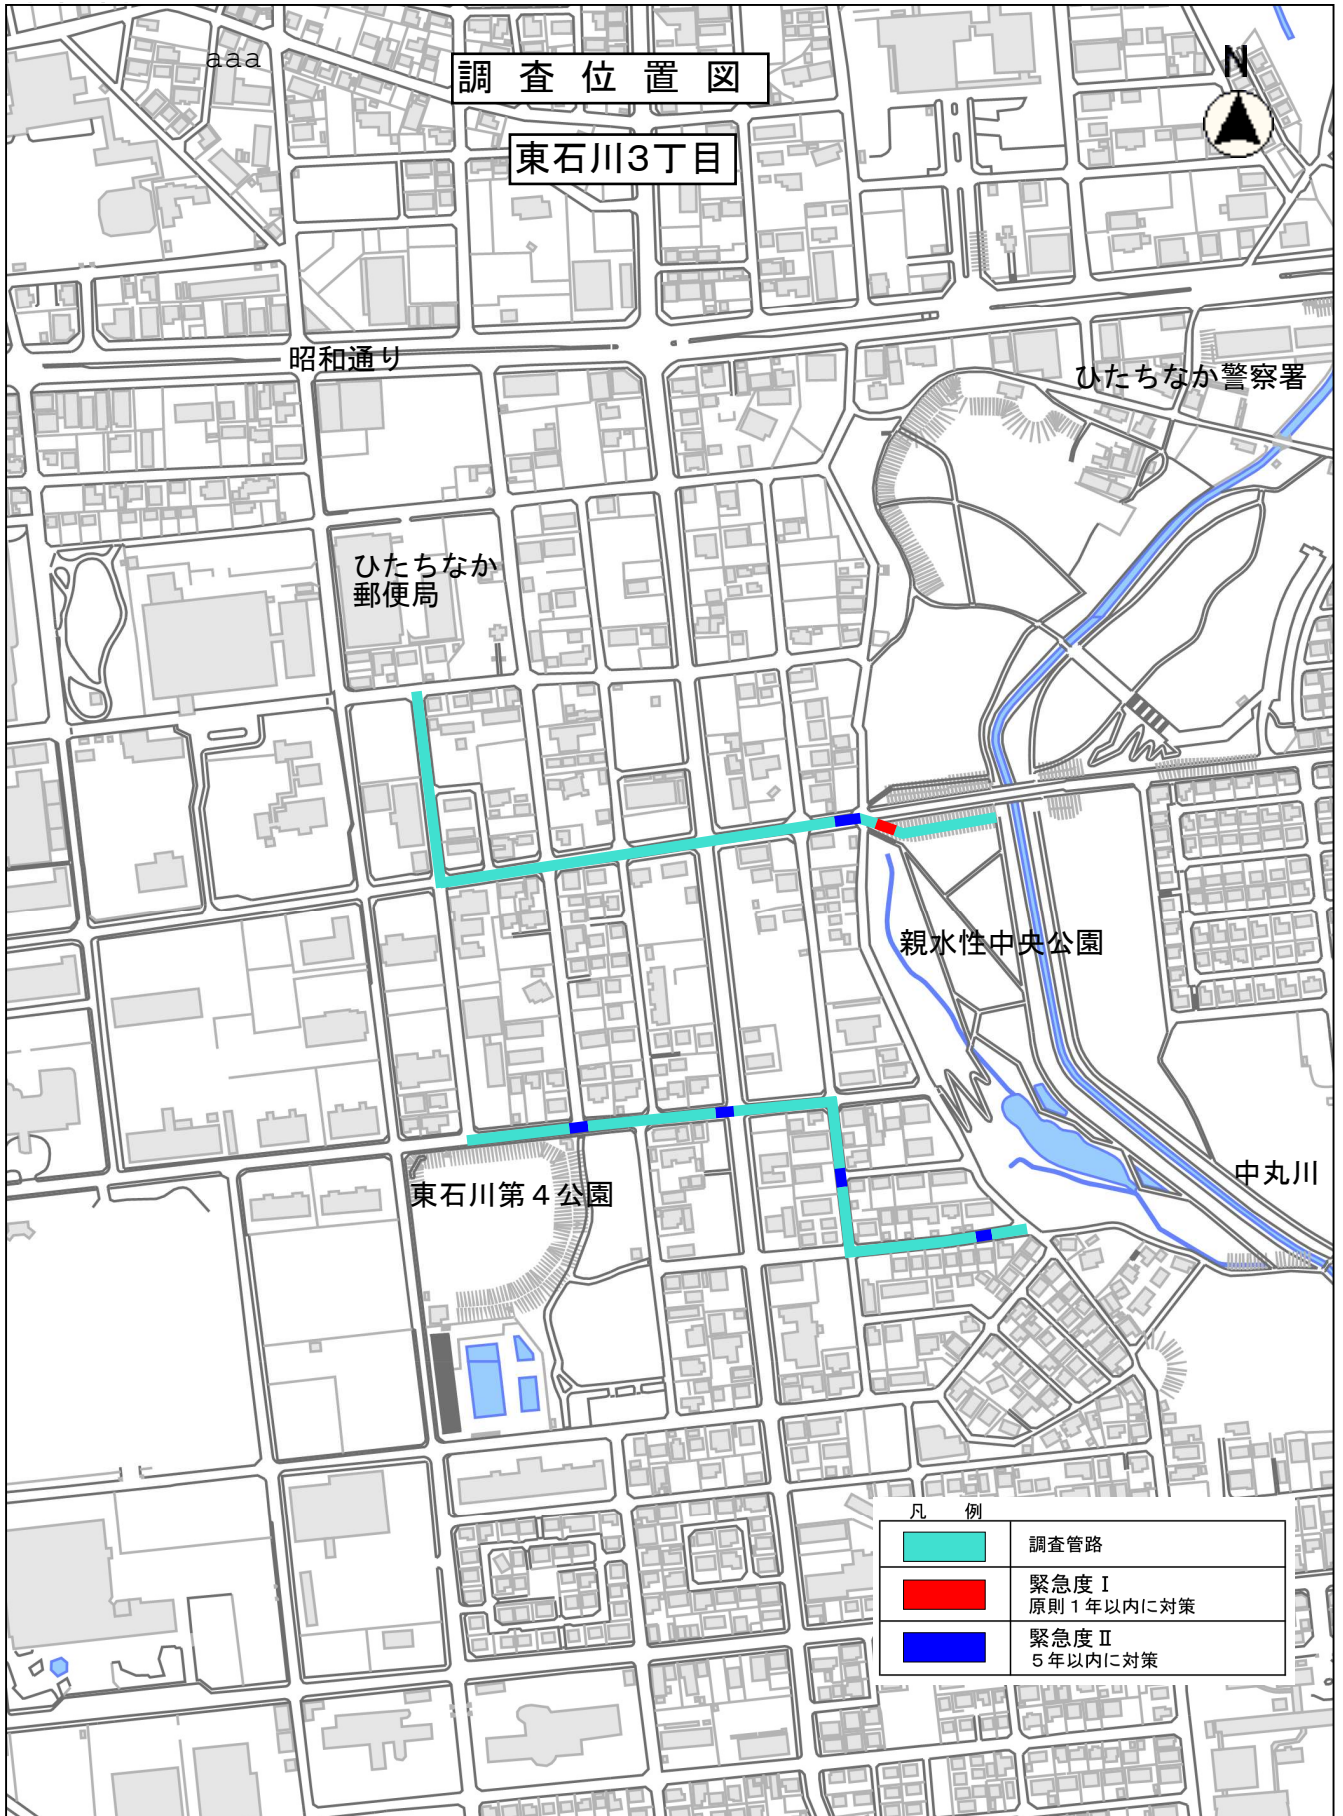 aaa
調 査 位 置 図
N
東石川3丁目
昭和通り
ひたちなか警察署
ひたちなか
郵便局
親水性中央公園
中丸川
東石川第４公園
凡　例
調査管路
緊急度Ⅰ
原則１年以内に対策
緊急度Ⅱ
５年以内に対策